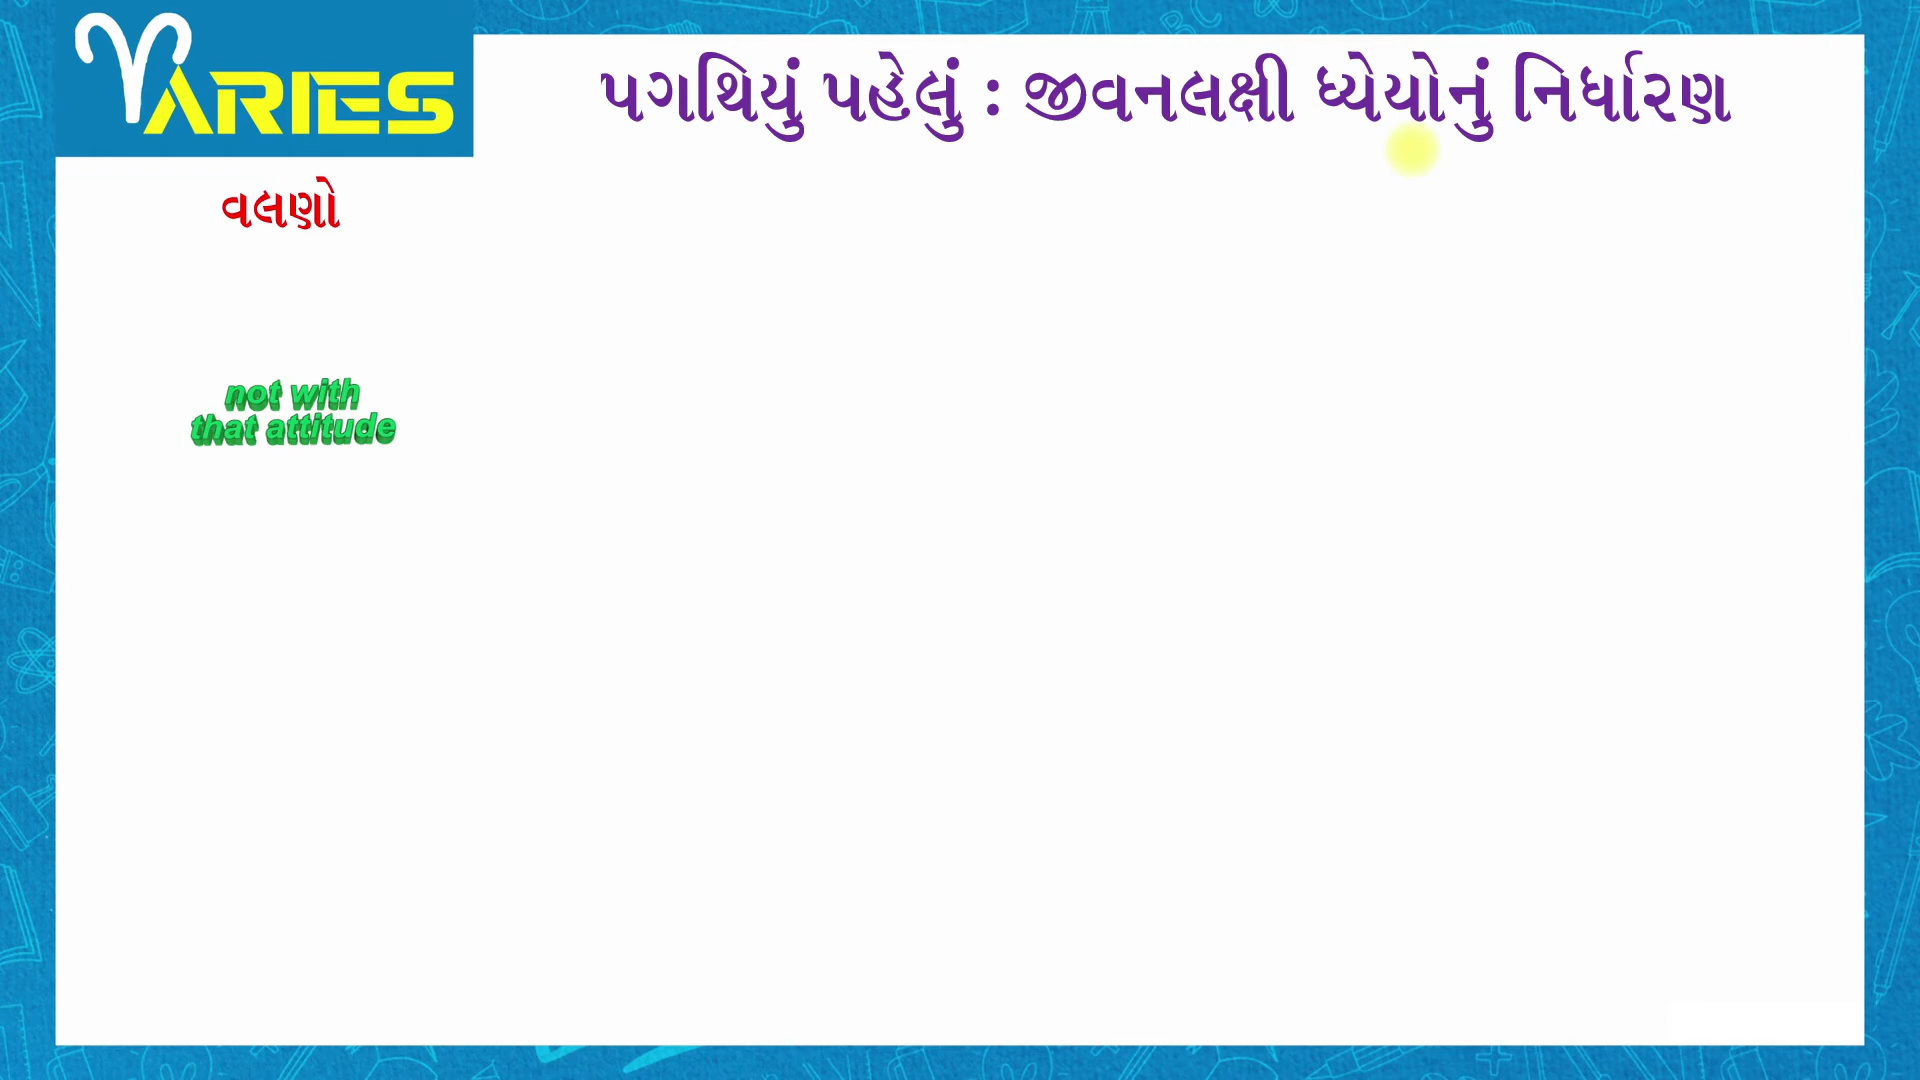 ARIES
પગથિયું પહેલું : જીવનલક્ષી ધ્યેયોનું નિર્ધારણ
વલણો
not with
that attitude